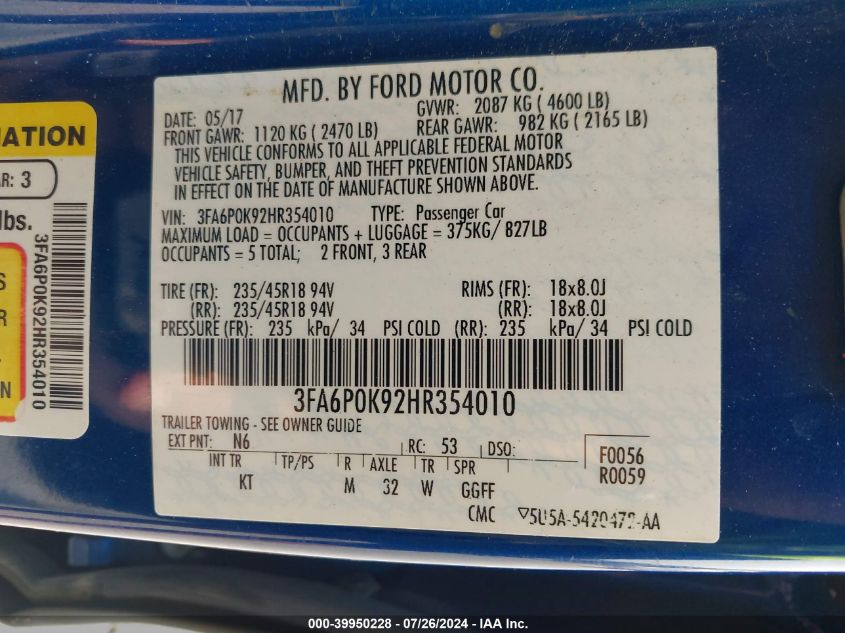 MFD. BY FORD MOTOR CO.
DATE: 05/17 GVWR: 2087 KG ( 4600 LB)
FRONT GAWR: 1120 KG ( 2470 LB) REAR GAWR: 982 KG ( 2165 LB)
THIS VEHICLE CONFORMS TO ALL APPLICABLE FEDERAL MOTOR
VEHICLE SAFETY, BUMPER, AND THEFT PREVENTION STANDARDS
IN EFFECT ON THE DATE OF MANUFACTURE SHOWN ABOVE.
VIN: 3FA6P0K92HR354010 TYPE: Passenger Car
MAXIMUM LOAD = OCCUPANTS + LUGGAGE = 375KG/ 827LB
OCCUPANTS = 5 TOTAL; 2 FRONT, 3 REAR
TIRE (FR): 235/45R18 94V RIMS (FR): 18x8.0J
(RR): 235/45R18 94V (RR): 18x8.0J
PRESSURE (FR): 235 kPa/ 34 PSI COLD (RR): 235 kPa/ 34 PSI COLD
3FA6P0K92HR354010
TRAILER TOWING - SEE OWNER GUIDE
EXT PNT: N6 RC: 53 DSO: F0056
INT TR TP/PS R AXLE TR SPR R0059
KT M 32 W GGFF
CMC ▽5U5A-5420472-AA
ATION
AR: 3
lbs.
S
R
N
3FA6P0K92HR354010
000-39950228 - 07/26/2024 - IAA Inc.